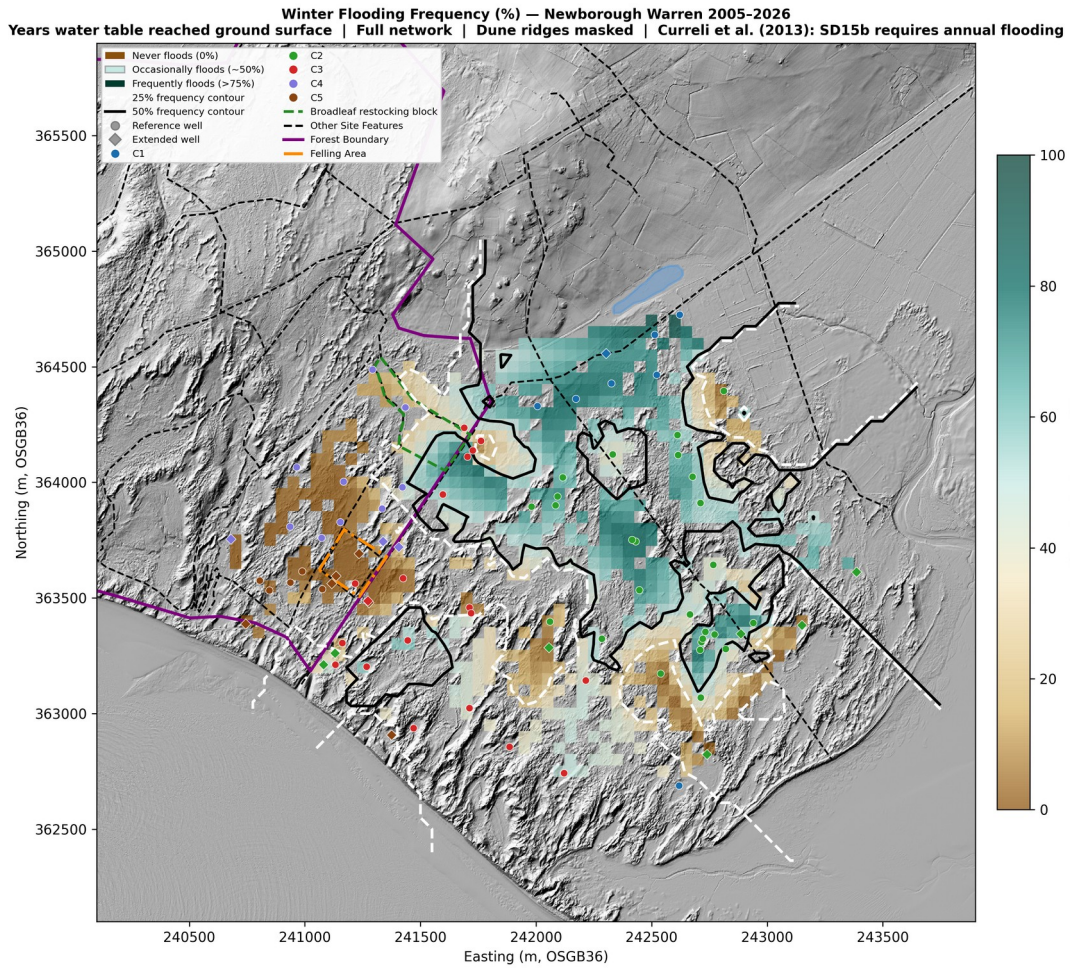 Winter Flooding Frequency (%) — Newborough Warren 2005–2026
Years water table reached ground surface | Full network | Dune ridges masked | Curreli et al. (2013): SD15b requires annual flooding
Never floods (0%)
Occasionally floods (~50%)
Frequently floods (>75%)
25% frequency contour
50% frequency contour
Reference well
Extended well
C1
C2
C3
C4
C5
Broadleaf restocking block
Other Site Features
Forest Boundary
Felling Area
Northing (m, OSGB36)
365500
365000
364500
364000
363500
363000
362500
240500
241000
241500
242000
242500
243000
243500
Easting (m, OSGB36)
100
80
60
40
20
0